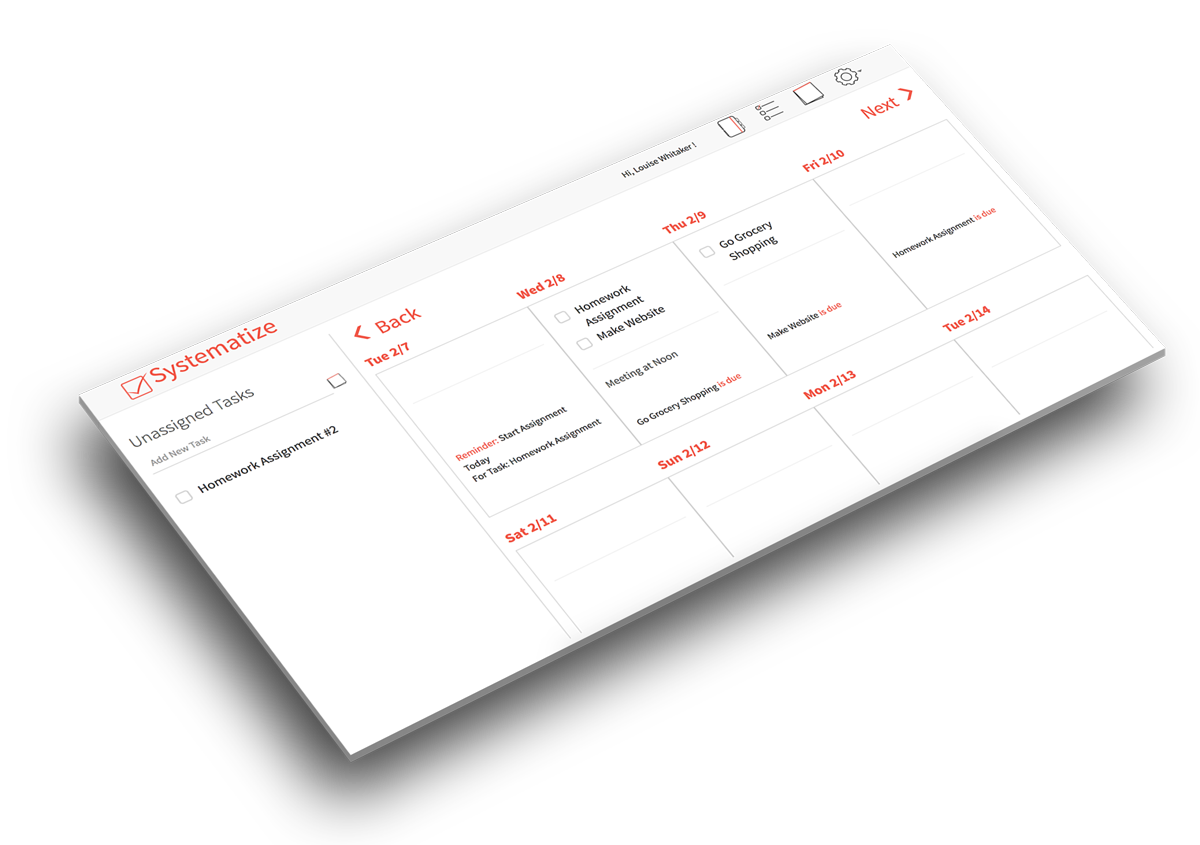 Systematize
Hi, Louise Whitaker !
Unassigned Tasks
Add New Task
Homework Assignment #2
Back
Next
Tue 2/7
Reminder: Start Assignment
Today
For Task: Homework Assignment
Wed 2/8
Homework
Assignment
Make Website
Meeting at Noon
Go Grocery Shopping is due
Thu 2/9
Go Grocery
Shopping
Make Website is due
Fri 2/10
Homework Assignment is due
Sat 2/11
Sun 2/12
Mon 2/13
Tue 2/14